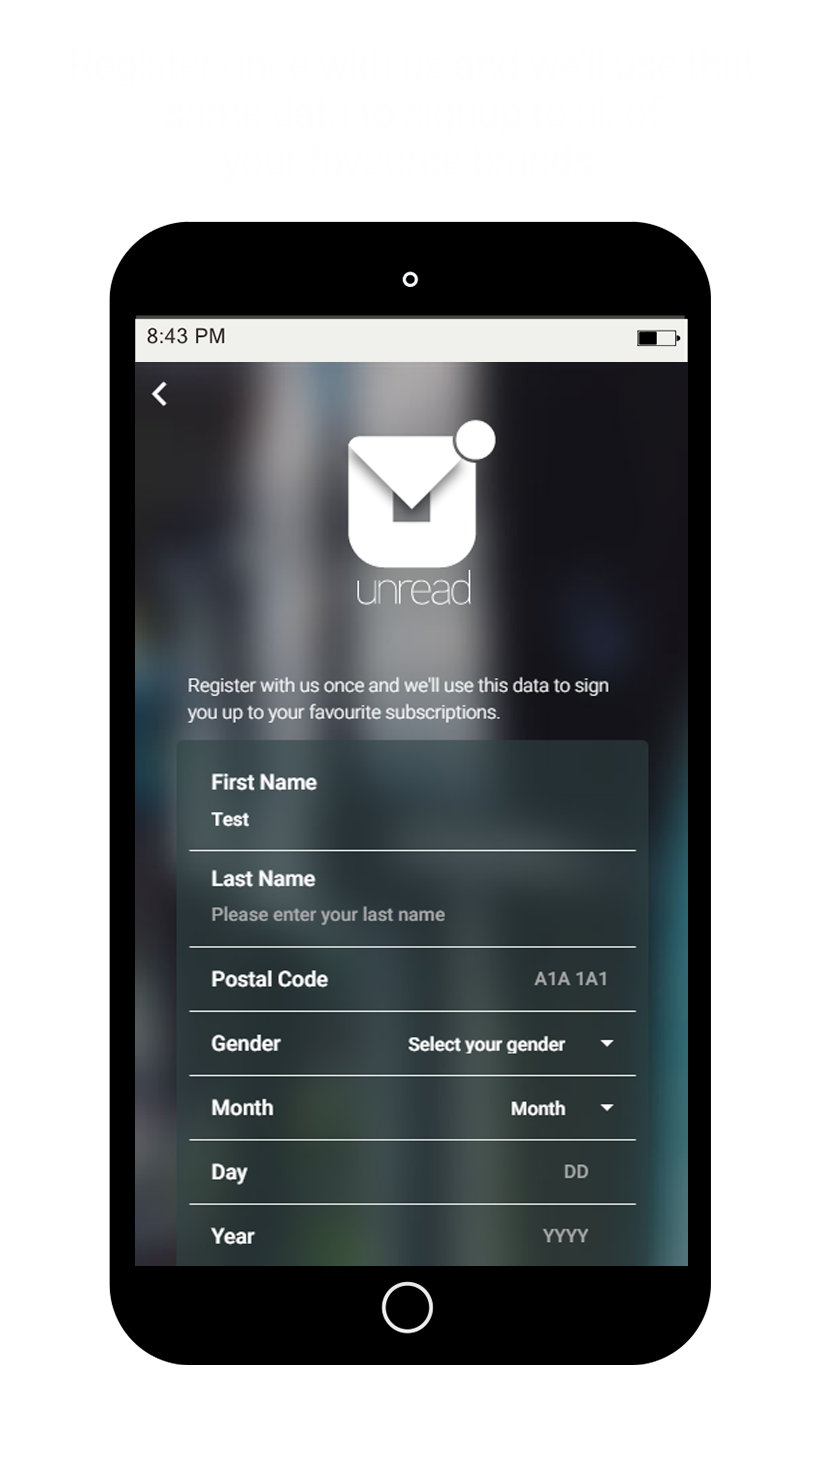 8:43 PM
unread
Register with us once and we'll use this data to sign
you up to your favourite subscriptions.
First Name
Test
Last Name
Please enter your last name
Postal Code A1A 1A1
Gender Select your gender
Month Month
Day DD
Year YYYY